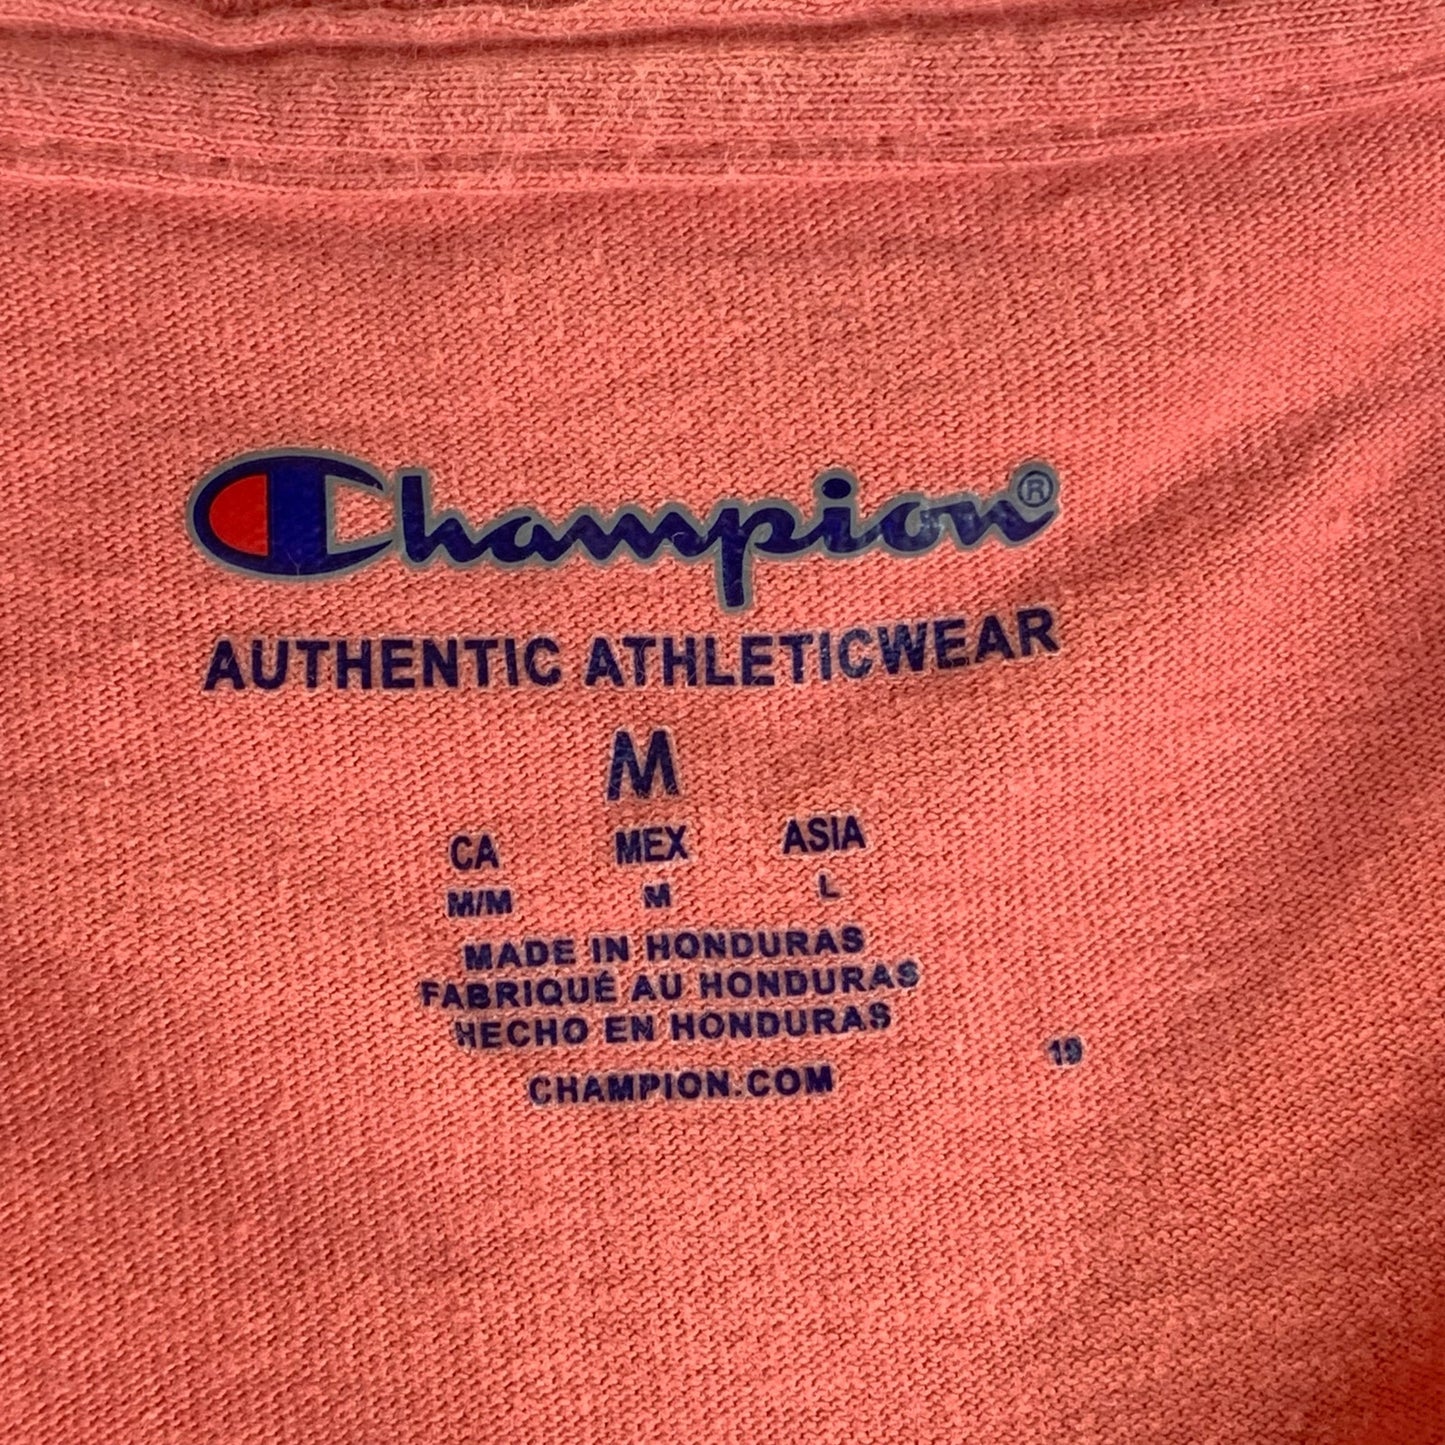 Champion®
AUTHENTIC ATHLETICWEAR
M
CA MEX ASIA
M/M M L
MADE IN HONDURAS
FABRIQUÉ AU HONDURAS
HECHO EN HONDURAS
19
CHAMPION.COM